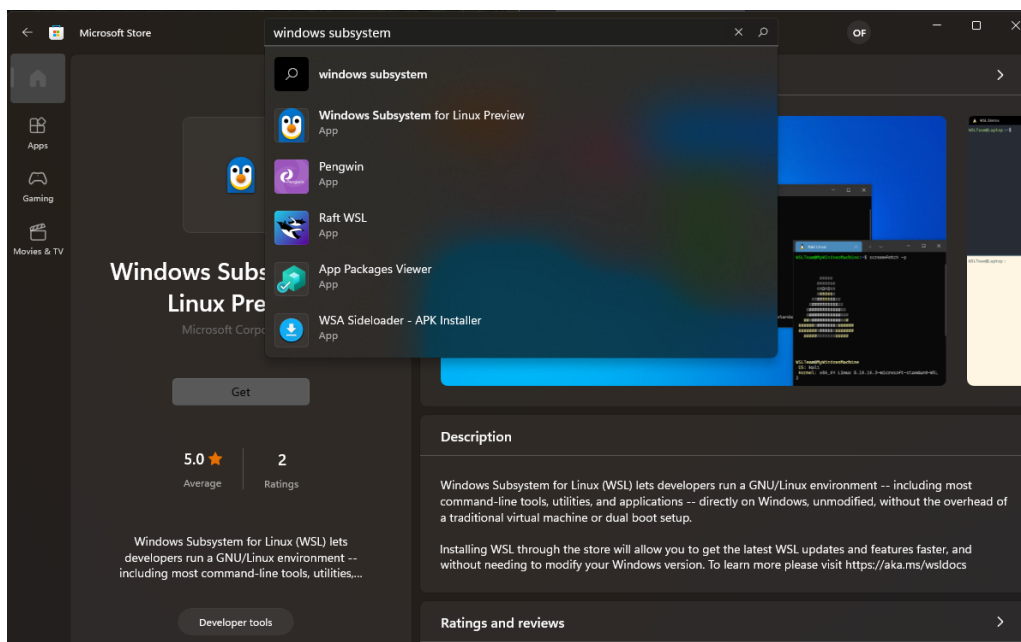 Microsoft Store
windows subsystem
OF
windows subsystem
Windows Subsystem for Linux Preview
App
Pengwin
App
Raft WSL
App
App Packages Viewer
App
WSA Sideloader - APK Installer
App
Apps
Gaming
Movies & TV
Windows Subs
Linux Pre
Microsoft Corpo
Get
5.0
2
Average
Ratings
Windows Subsystem for Linux (WSL) lets
developers run a GNU/Linux environment --
including most command-line tools, utilities,...
Developer tools
Description
Windows Subsystem for Linux (WSL) lets developers run a GNU/Linux environment -- including most
command-line tools, utilities, and applications -- directly on Windows, unmodified, without the overhead of
a traditional virtual machine or dual boot setup.
Installing WSL through the store will allow you to get the latest WSL updates and features faster, and
without needing to modify your Windows version. To learn more please visit https://aka.ms/wsldocs
Ratings and reviews